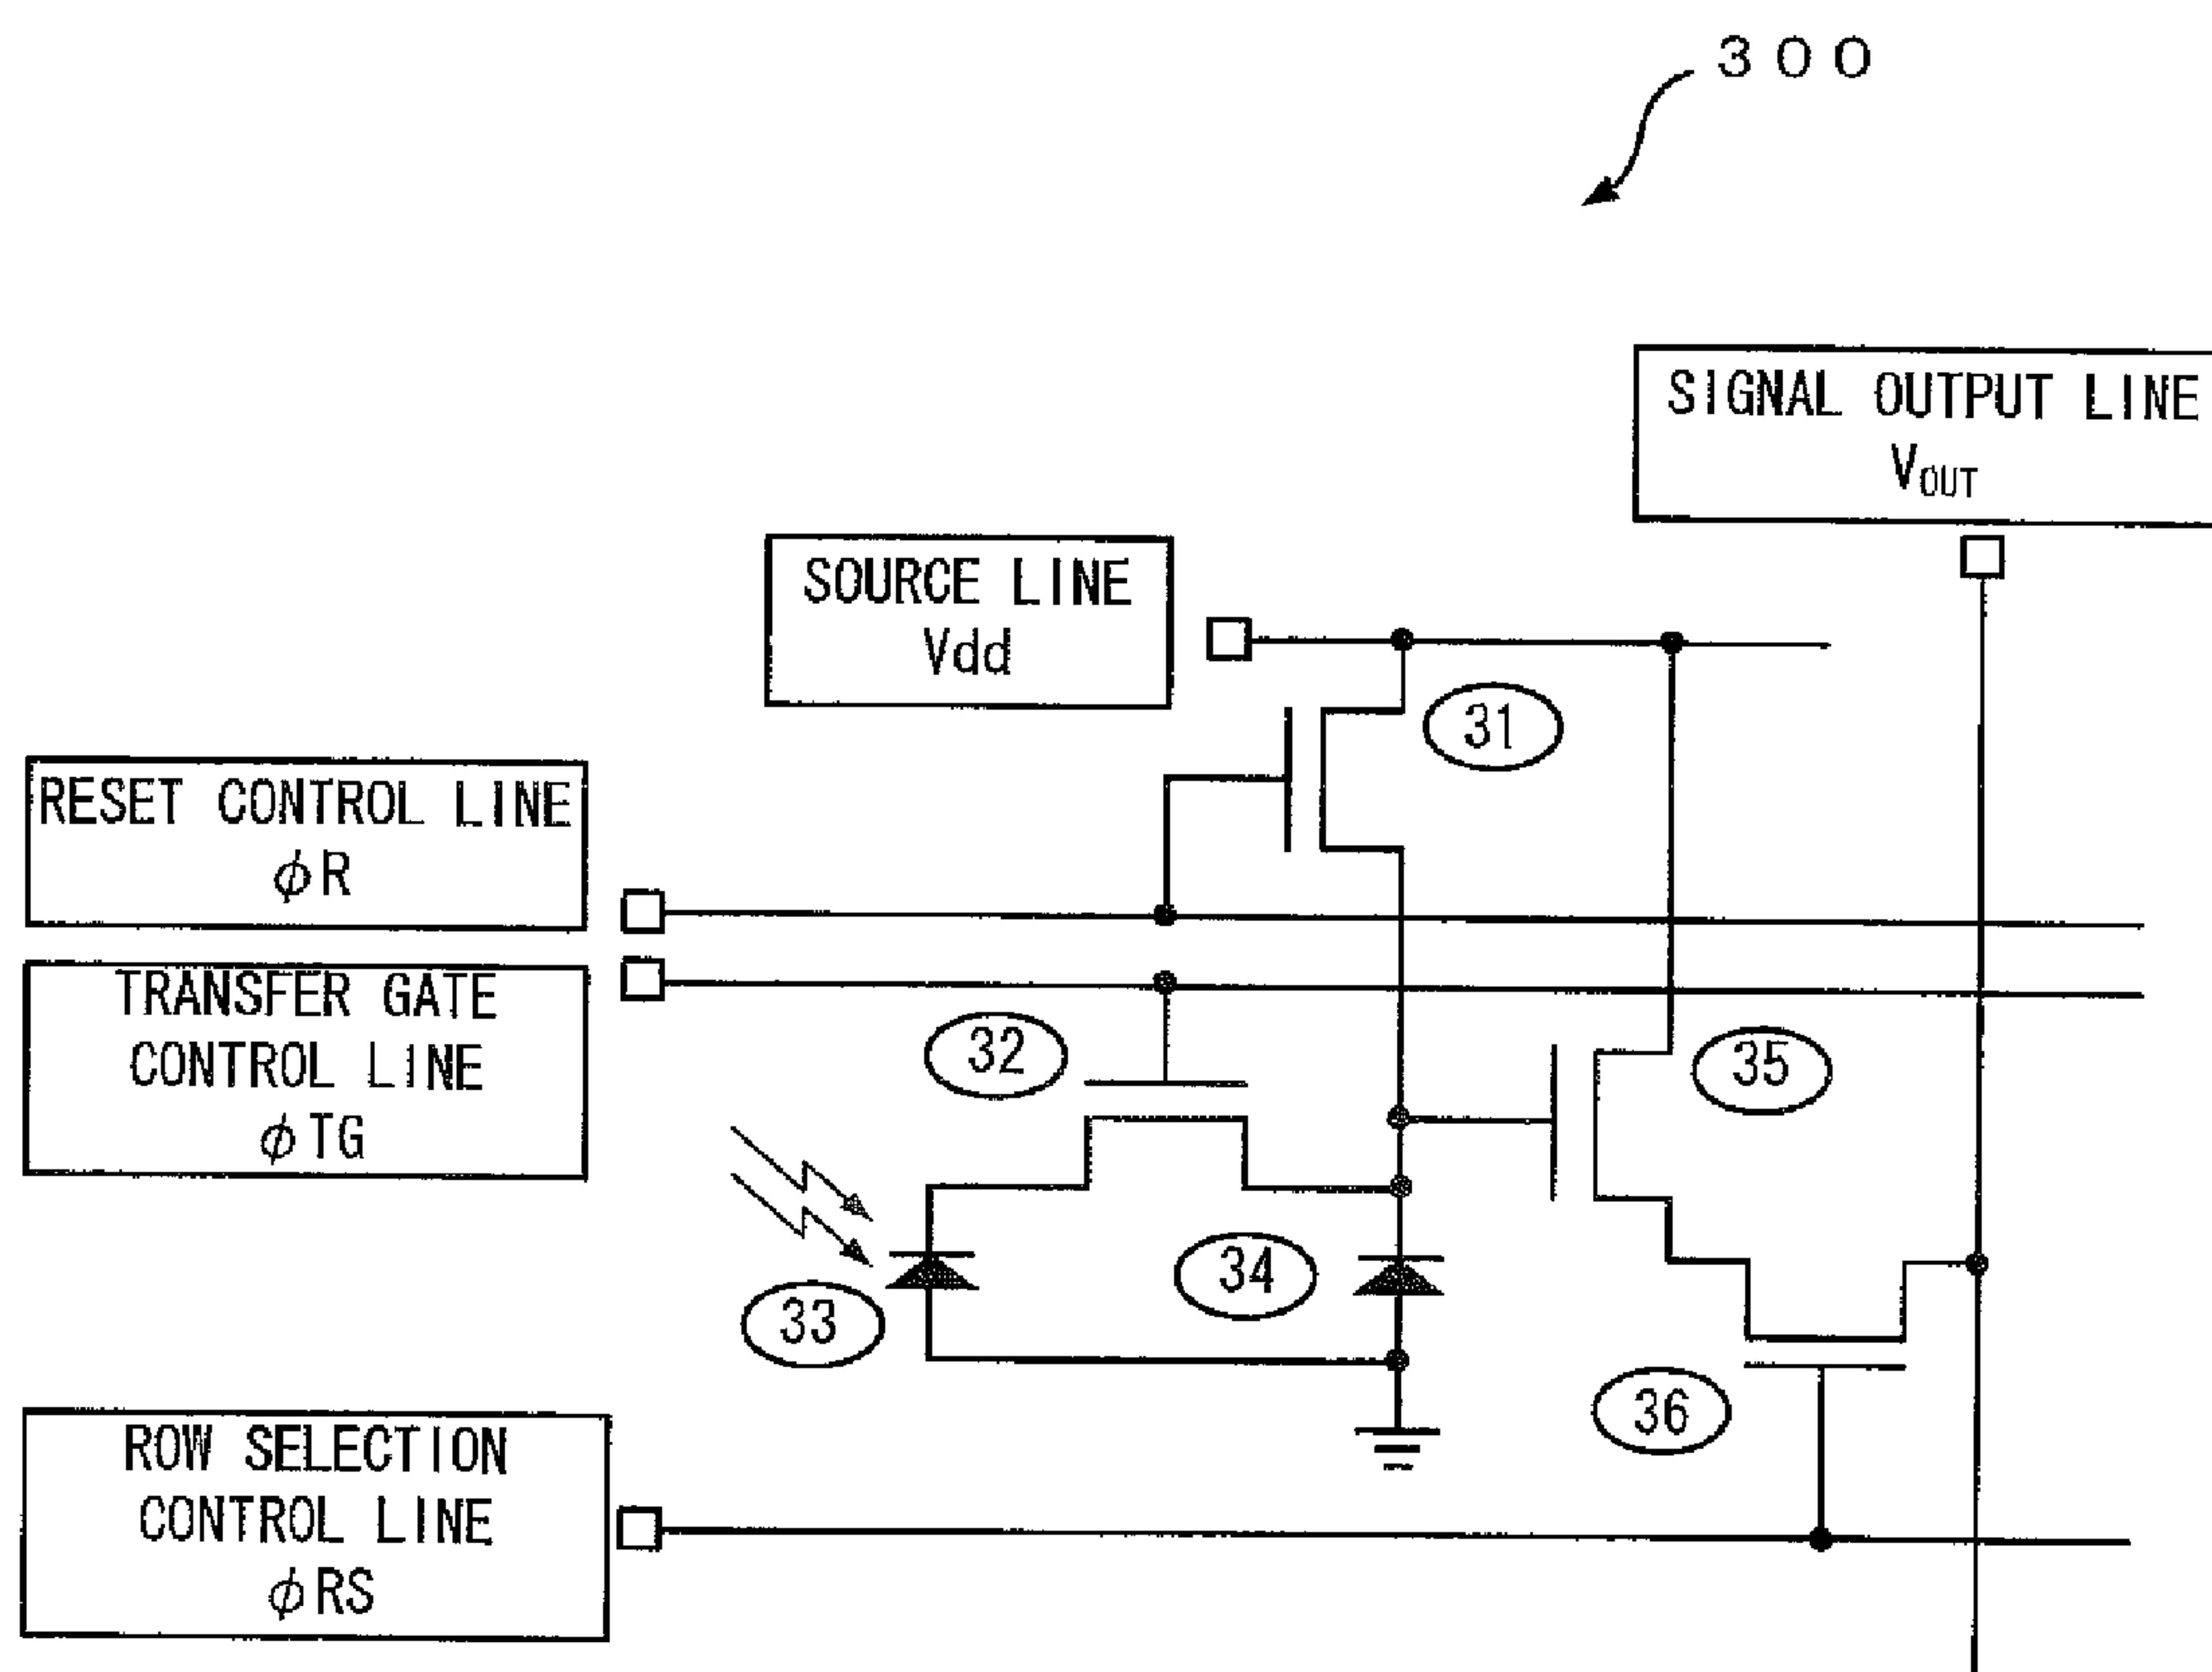 300
SIGNAL OUTPUT LINE
VOUT
SOURCE LINE
Vdd
31
RESET CONTROL LINE
φR
TRANSFER GATE
CONTROL LINE
φTG
32
35
33
34
36
ROW SELECTION
CONTROL LINE
φRS